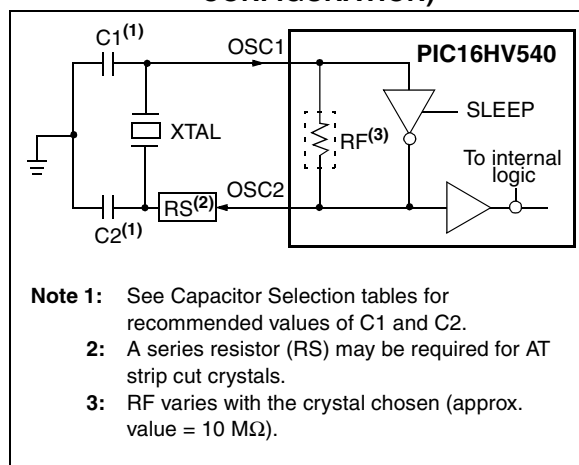 CONFIGURATION)
C1(1)
OSC1
PIC16HV540
XTAL
RF(3)
SLEEP
To internal
logic
OSC2
RS(2)
C2(1)
Note 1: See Capacitor Selection tables for
recommended values of C1 and C2.
2: A series resistor (RS) may be required for AT
strip cut crystals.
3: RF varies with the crystal chosen (approx.
value = 10 MΩ).